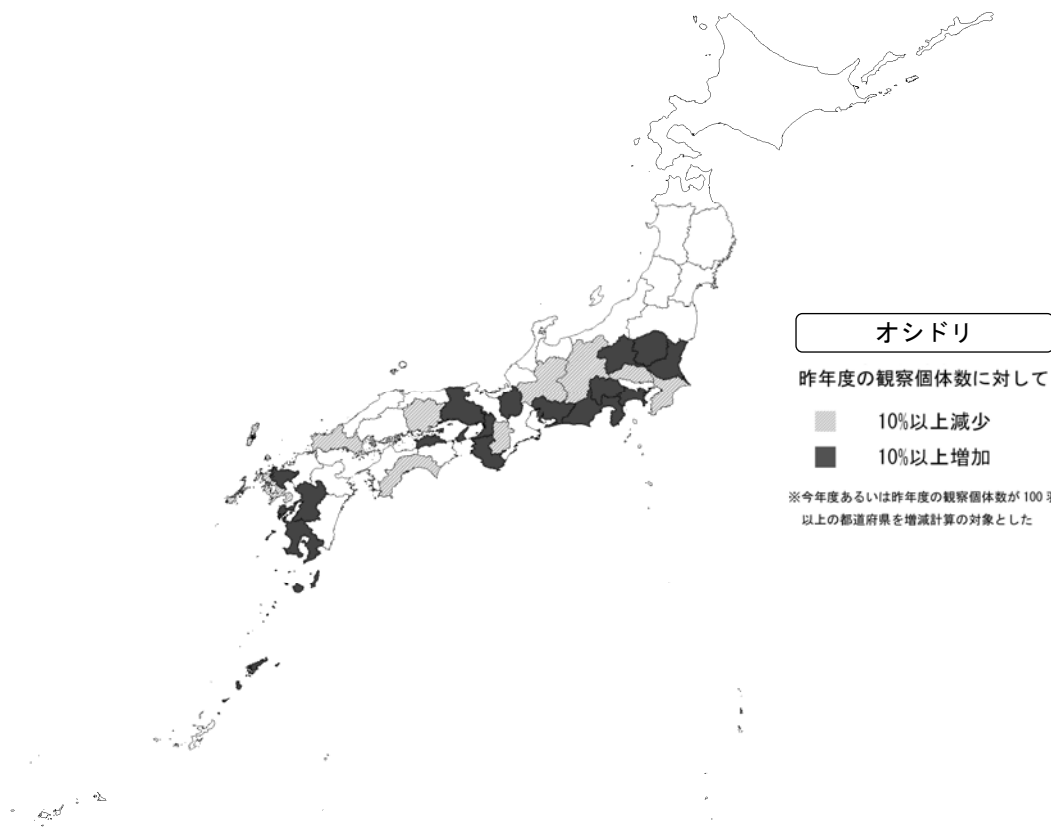 オシドリ
昨年度の観察個体数に対して
10%以上減少
10%以上増加
※今年度あるいは昨年度の観察個体数が 100 羽
以上の都道府県を増減計算の対象とした